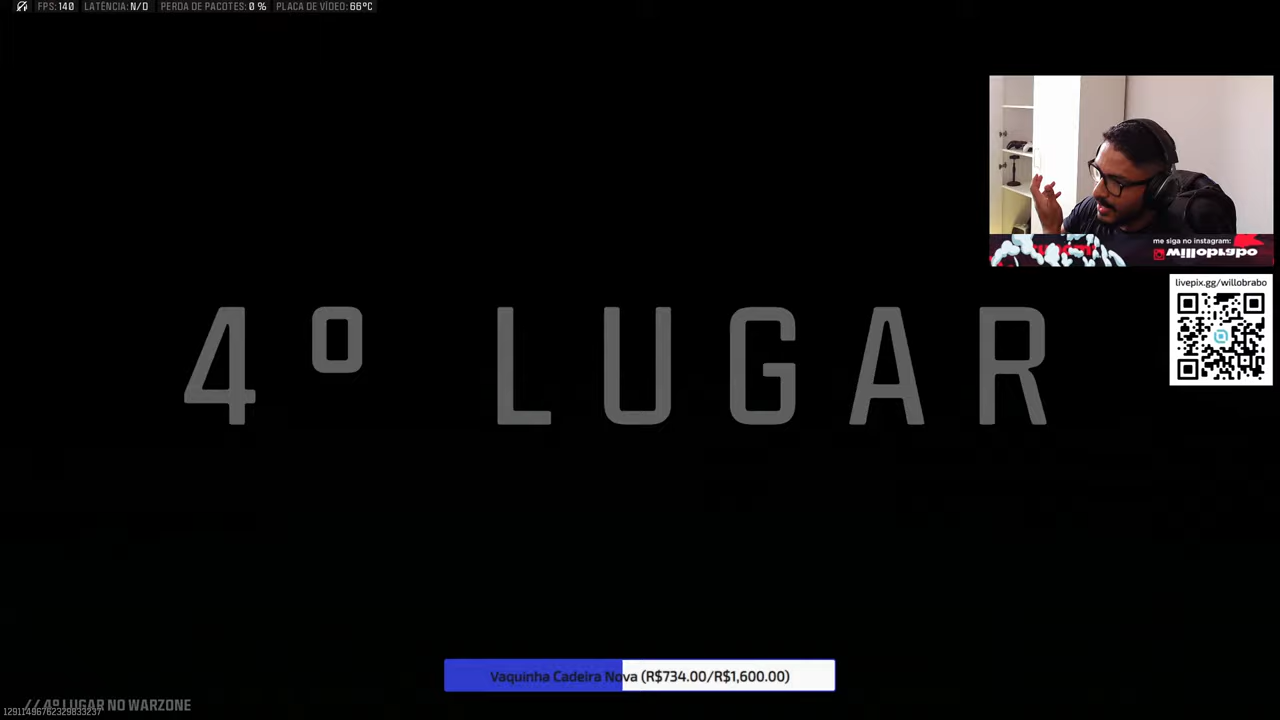 FPS: 140 LATÊNCIA: N/D PERDA DE PACOTES: 0 % PLACA DE VÍDEO: 66°C
me siga no instagram:
willobrabo
livepix.gg/willobrabo
4º LUGAR
Vaquinha Cadeira Nova (R$734.00/R$1,600.00)
// 4º LUGAR NO WARZONE